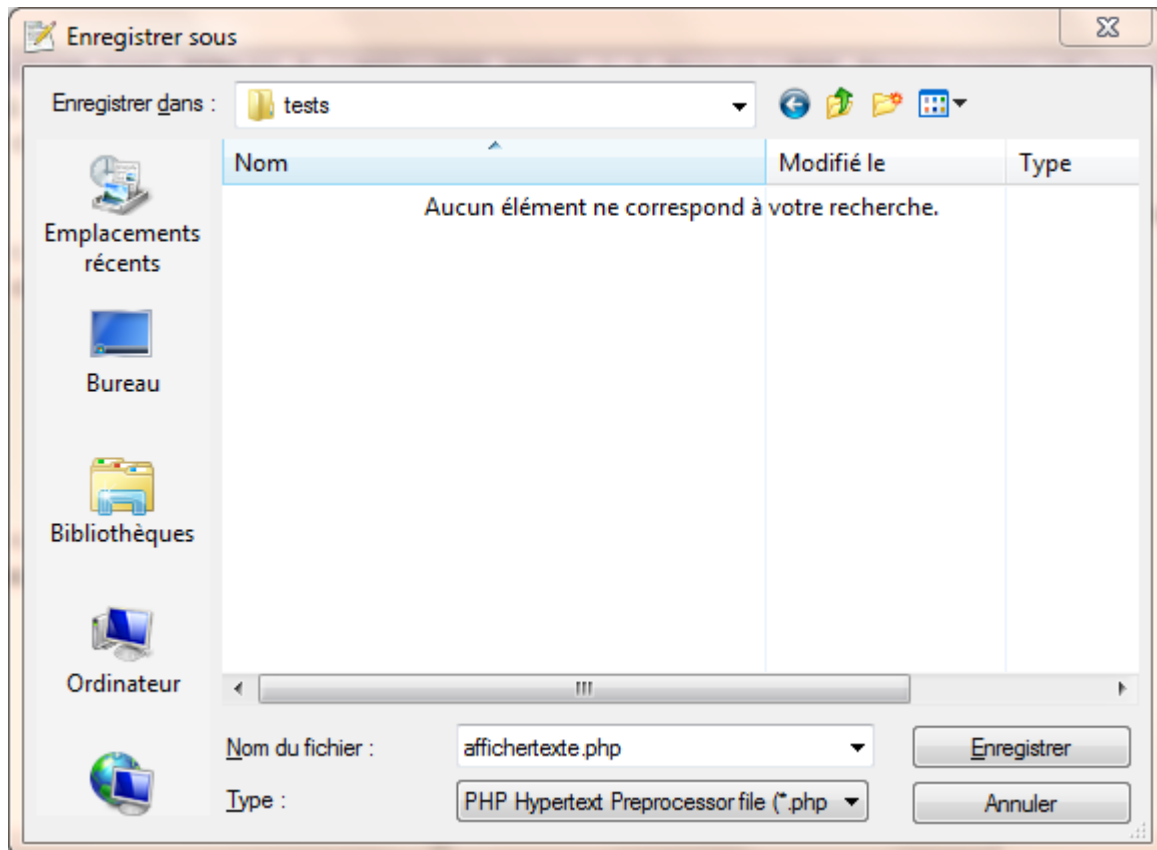 Enregistrer sous
Enregistrer dans :
tests
Nom
Modifié le
Type
Aucun élément ne correspond à votre recherche.
Emplacements
récents
Bureau
Bibliothèques
Ordinateur
Nom du fichier :
affichertexte.php
Enregistrer
Type :
PHP Hypertext Preprocessor file (*.php
Annuler